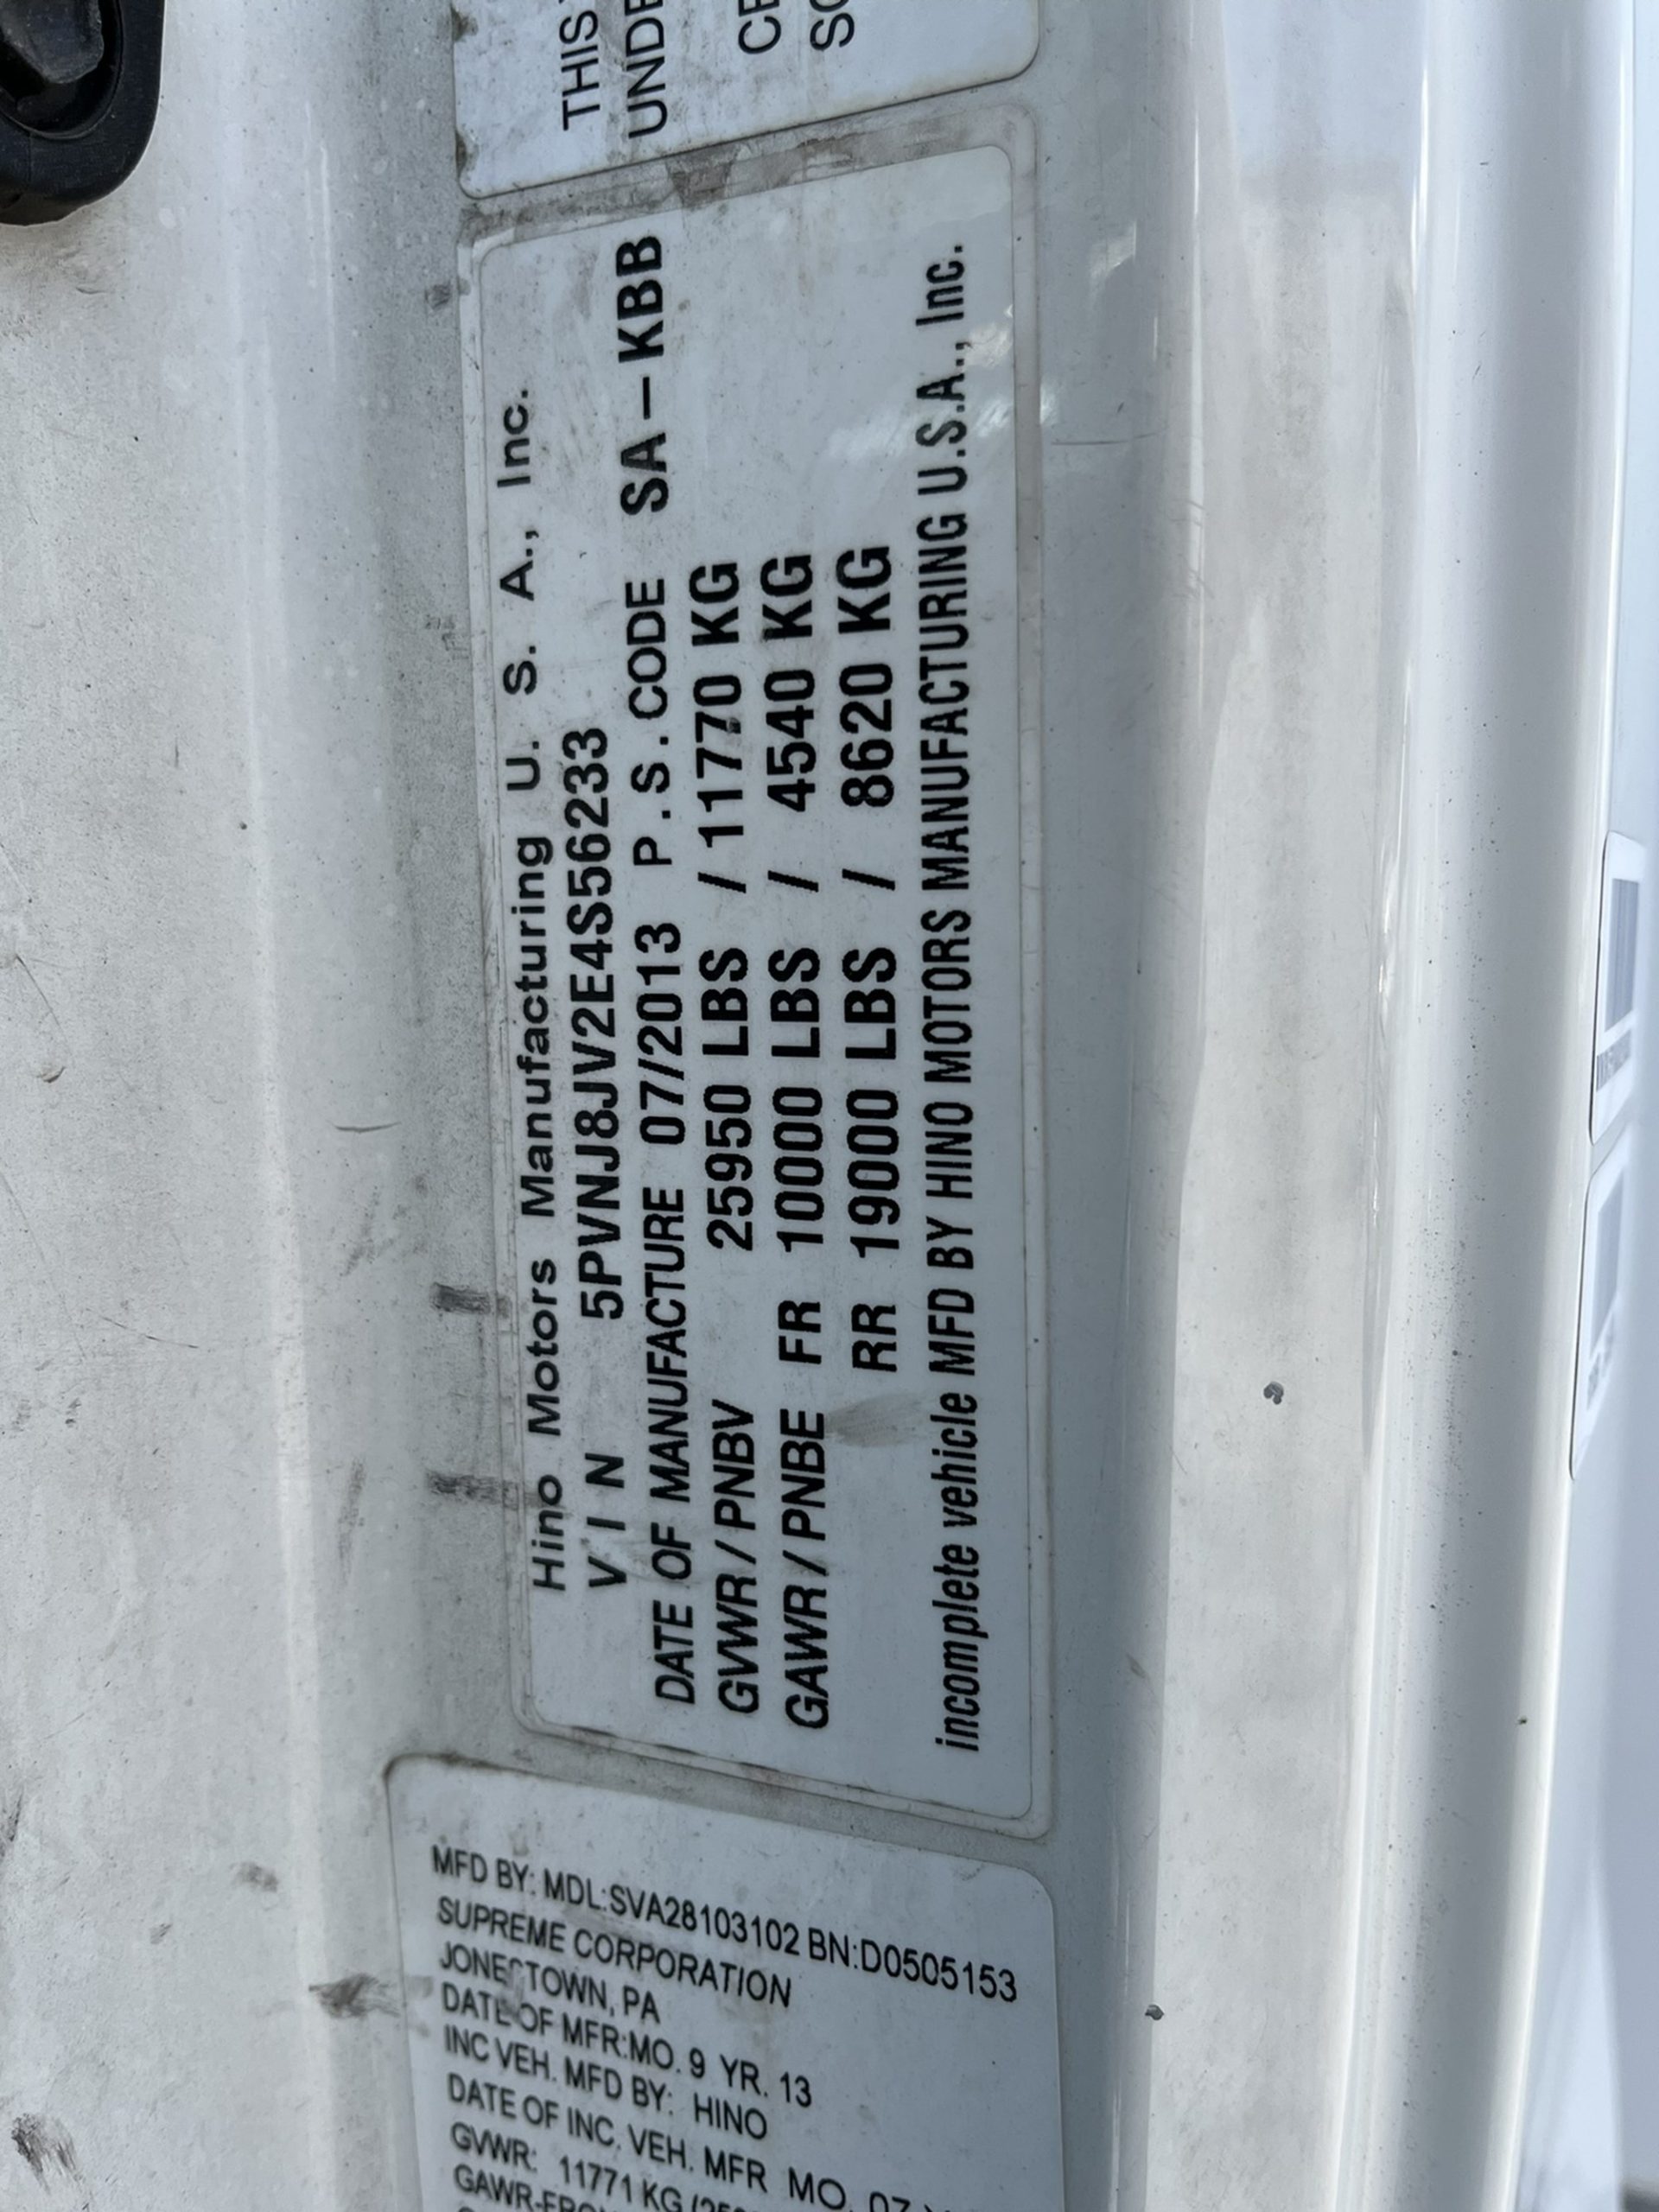 THIS
UNDE
CE
SO
Hino Motors Manufacturing U. S. A., Inc.
VIN 5PVNJ8JV2E4S56233
DATE OF MANUFACTURE 07/2013 P.S.CODE SA-KBB
GVWR/PNBV 25950 LBS / 11770 KG
GAWR/PNBE FR 10000 LBS / 4540 KG
RR 19000 LBS / 8620 KG
incomplete vehicle MFD BY HINO MOTORS MANUFACTURING U.S.A., Inc.
MFD BY: MDL:SVA28103102 BN:D0505153
SUPREME CORPORATION
JONESTOWN, PA
DATE OF MFR:MO. 9 YR. 13
INC VEH. MFD BY: HINO
DATE OF INC. VEH. MFR MO. 07
GVWR: 11771 KG